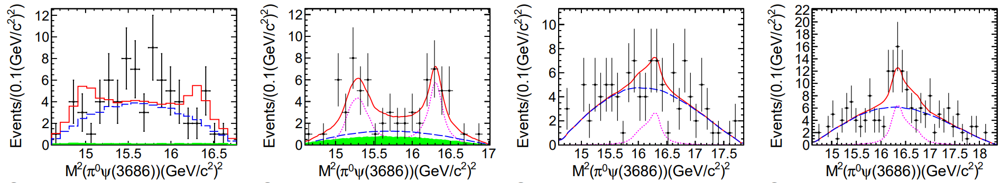 Events/(0.1(GeV/c²)²)
12
10
8
6
4
2
0
15 15.5 16 16.5
M²(π⁰ψ(3686))(GeV/c²)²
Events/(0.1(GeV/c²)²)
12
10
8
6
4
2
0
15 15.5 16 16.5 17
M²(π⁰ψ(3686))(GeV/c²)²
Events/(0.1(GeV/c²)²)
10
8
6
4
2
0
15 15.5 16 16.5 17 17.5
M²(π⁰ψ(3686))(GeV/c²)²
Events/(0.1(GeV/c²)²)
22
20
18
16
14
12
10
8
6
4
2
0
15 15.5 16 16.5 17 17.5 18
M²(π⁰ψ(3686))(GeV/c²)²